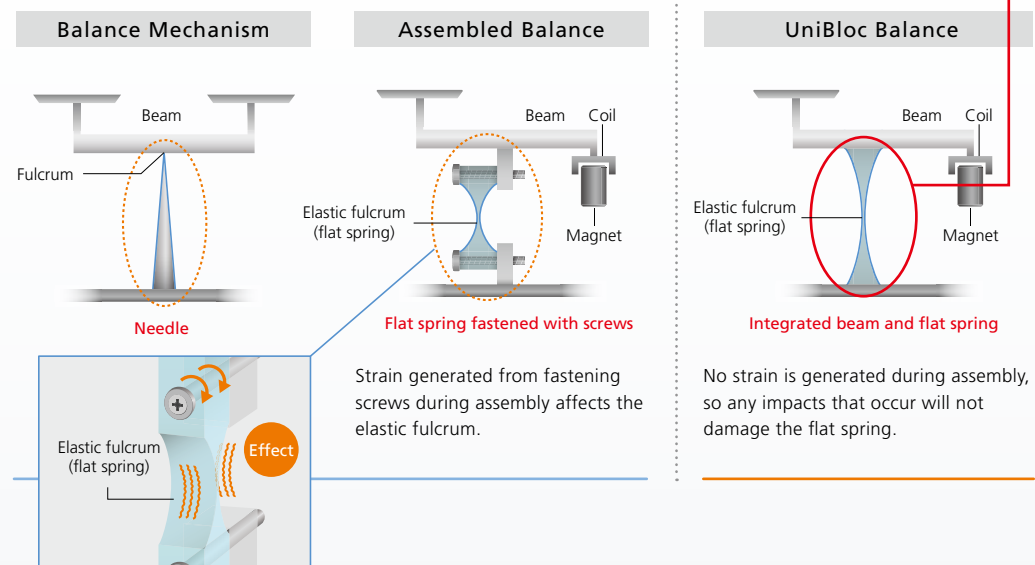 Balance Mechanism
Beam
Fulcrum
Needle
Assembled Balance
Beam
Coil
Elastic fulcrum
(flat spring)
Magnet
Flat spring fastened with screws
Strain generated from fastening
screws during assembly affects the
elastic fulcrum.
Elastic fulcrum
(flat spring)
Effect
UniBloc Balance
Beam
Coil
Elastic fulcrum
(flat spring)
Magnet
Integrated beam and flat spring
No strain is generated during assembly,
so any impacts that occur will not
damage the flat spring.